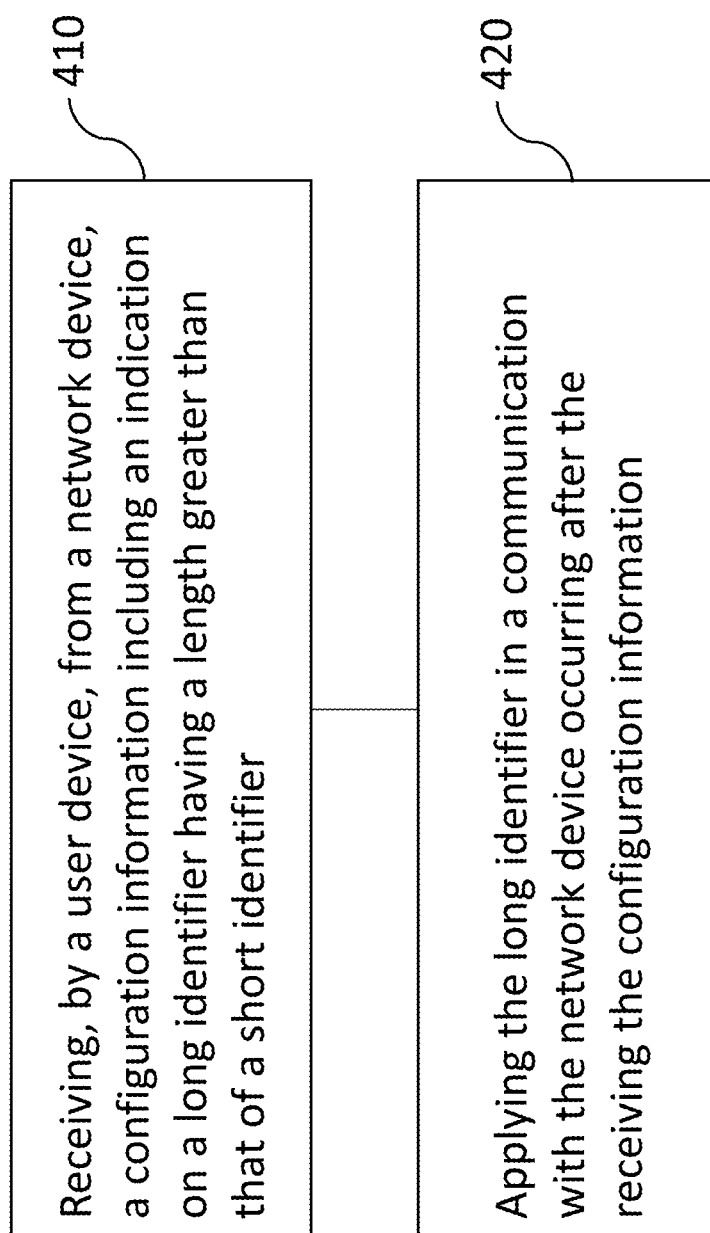 410
Receiving, by a user device, from a network device,
a configuration information including an indication
on a long identifier having a length greater than
that of a short identifier
420
Applying the long identifier in a communication
with the network device occurring after the
receiving the configuration information